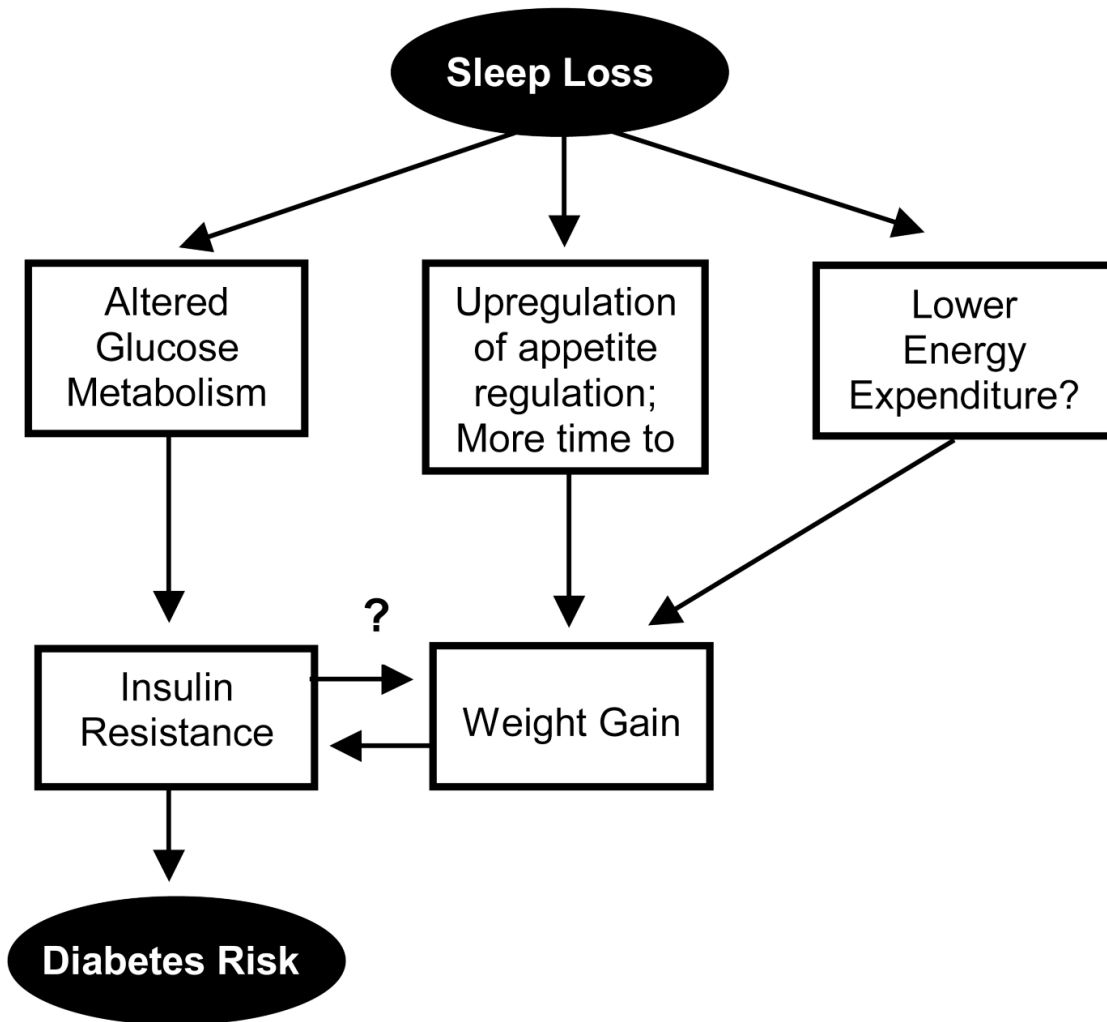 Sleep Loss
Altered
Glucose
Metabolism
Upregulation
of appetite
regulation;
More time to
Lower
Energy
Expenditure?
?
Insulin
Resistance
Weight Gain
Diabetes Risk